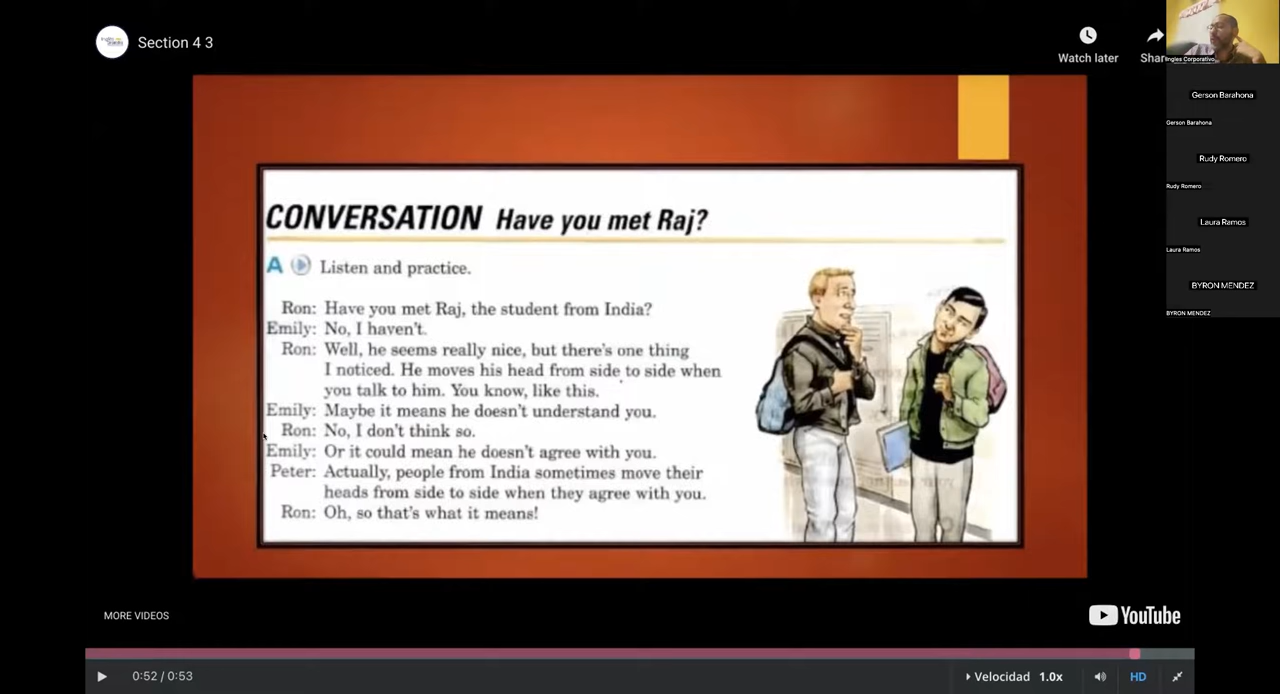 Section 4 3
Watch later
Shar
Ingles Corporativo
Gerson Barahona
Gerson Barahona
Rudy Romero
Rudy Romero
Laura Ramos
Laura Ramos
BYRON MENDEZ
BYRON MENDEZ
CONVERSATION Have you met Raj?
A Listen and practice.
Ron: Have you met Raj, the student from India?
Emily: No, I haven't.
Ron: Well, he seems really nice, but there's one thing
I noticed. He moves his head from side to side when
you talk to him. You know, like this.
Emily: Maybe it means he doesn't understand you.
Ron: No, I don't think so.
Emily: Or it could mean he doesn't agree with you.
Peter: Actually, people from India sometimes move their
heads from side to side when they agree with you.
Ron: Oh, so that's what it means!
MORE VIDEOS
YouTube
0:52 / 0:53
Velocidad 1.0x
HD